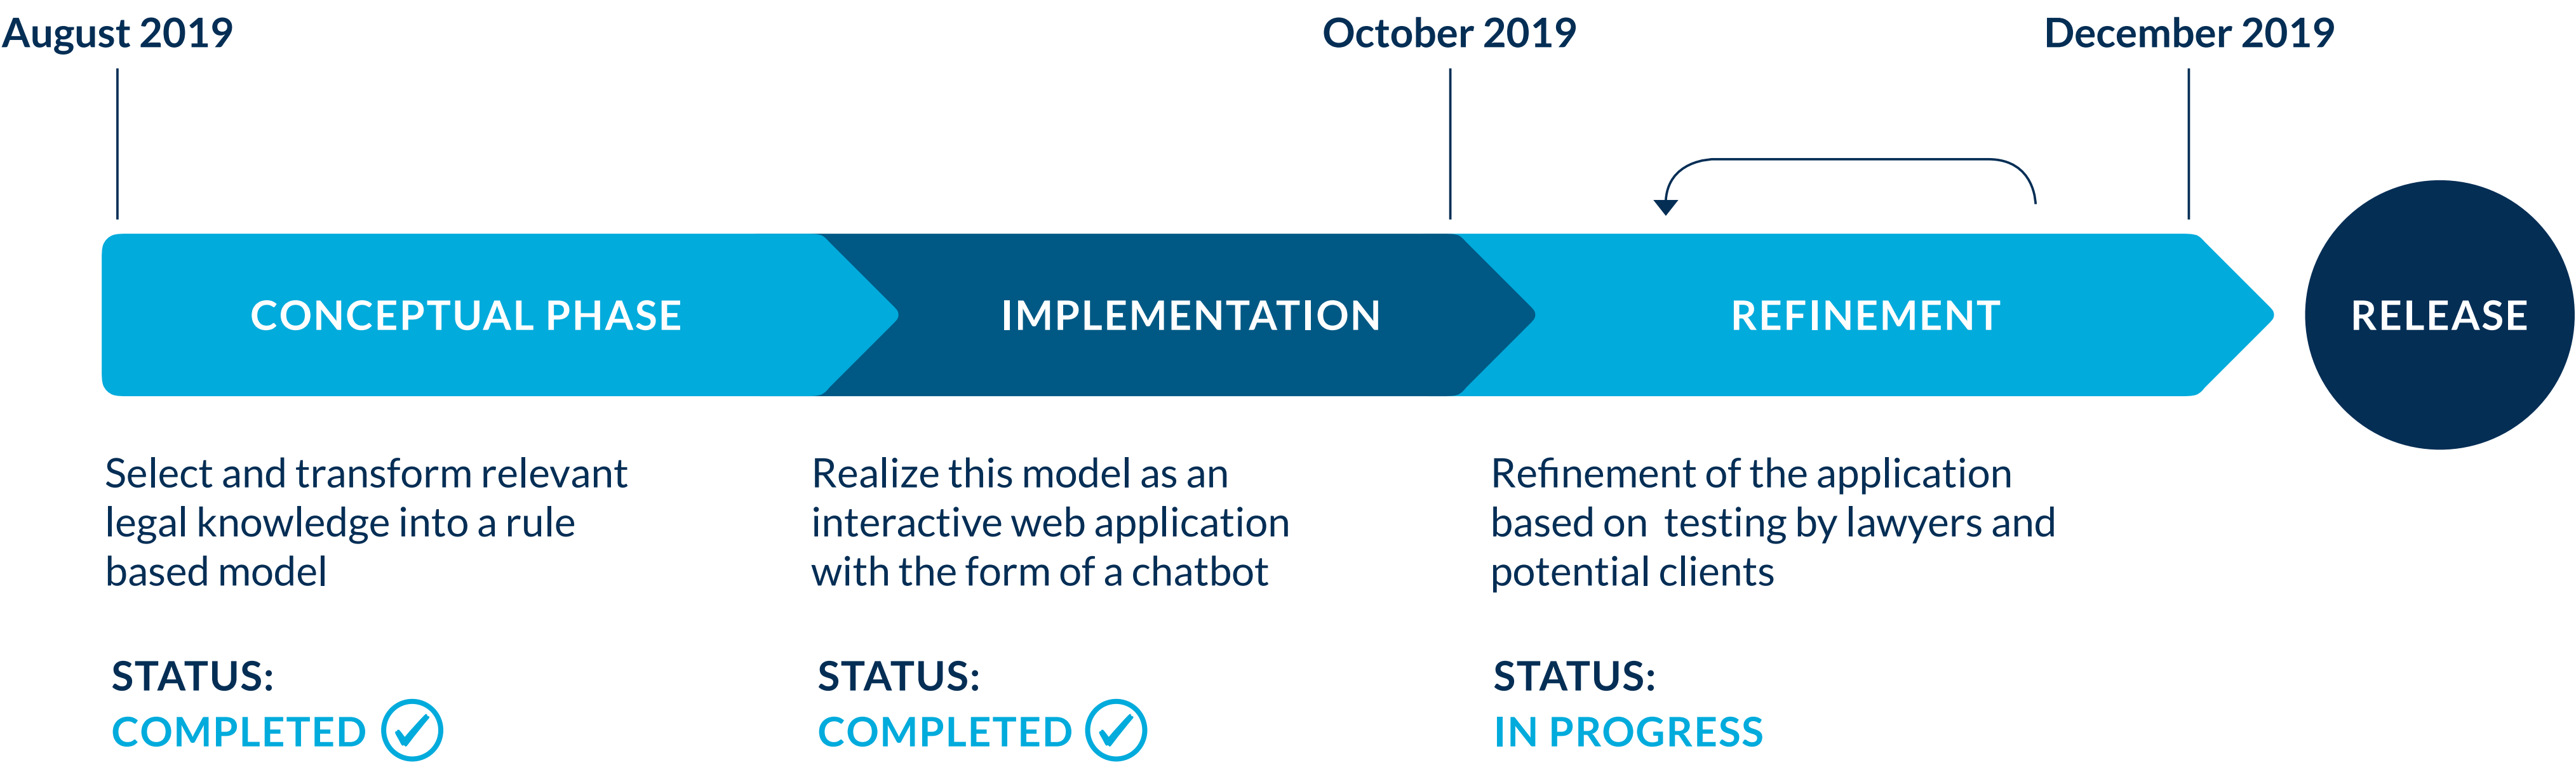 August 2019
October 2019
December 2019
CONCEPTUAL PHASE
IMPLEMENTATION
REFINEMENT
RELEASE
Select and transform relevant
legal knowledge into a rule
based model
Realize this model as an
interactive web application
with the form of a chatbot
Refinement of the application
based on  testing by lawyers and
potential clients
STATUS:
COMPLETED
STATUS:
COMPLETED
STATUS:
IN PROGRESS